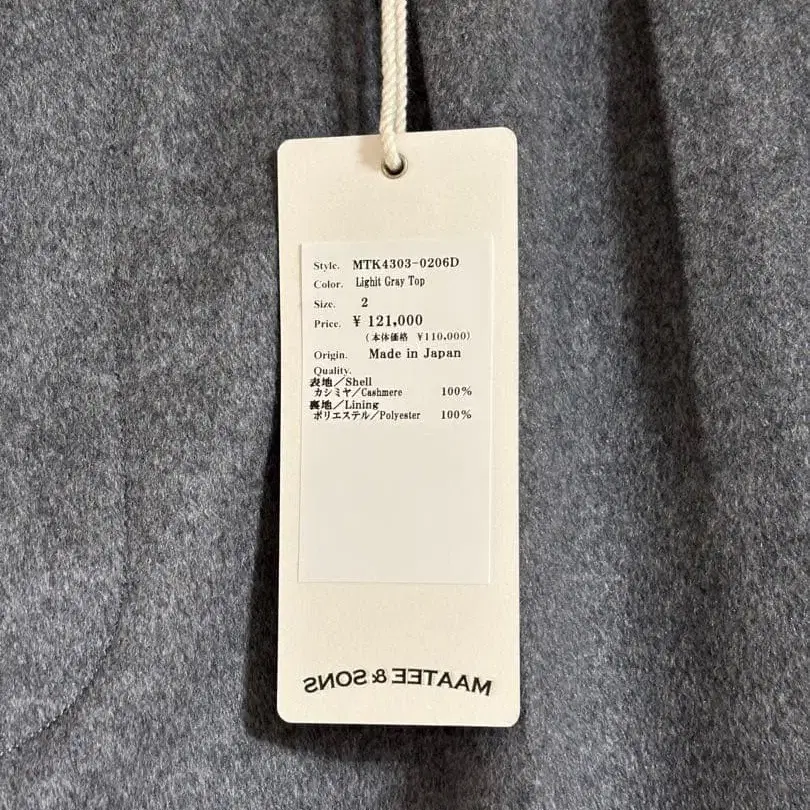 Style. MTK4303-0206D
Color. Lighit Gray Top
Size. 2
Price. ¥ 121,000
(本体価格 ¥110,000)
Origin. Made in Japan
Quality.
表地／Shell
カシミヤ／Cashmere 100%
裏地／Lining
ポリエステル／Polyester 100%
MAATEE & SONS